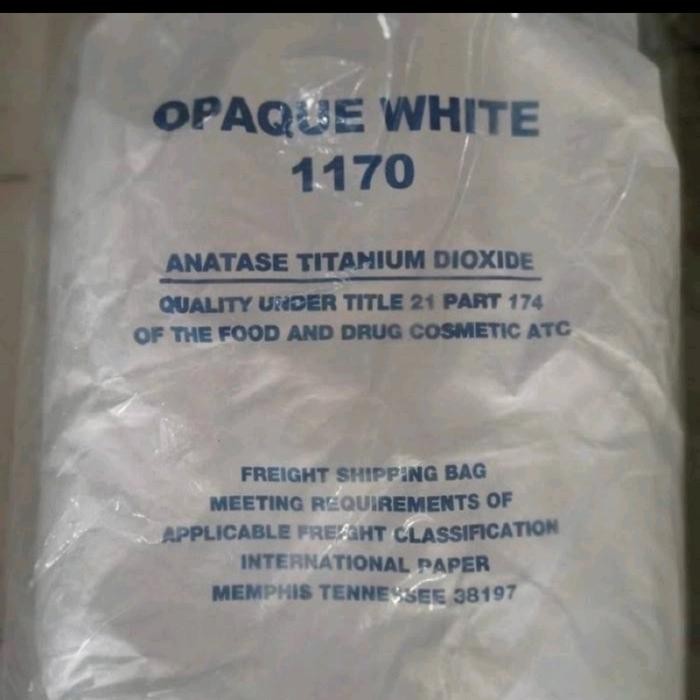 OPAQUE WHITE
1170
ANATASE TITANIUM DIOXIDE
QUALITY UNDER TITLE 21 PART 174
OF THE FOOD AND DRUG COSMETIC ATC
FREIGHT SHIPPING BAG
MEETING REQUIREMENTS OF
APPLICABLE FREIGHT CLASSIFICATION
INTERNATIONAL PAPER
MEMPHIS TENNESSEE 38197